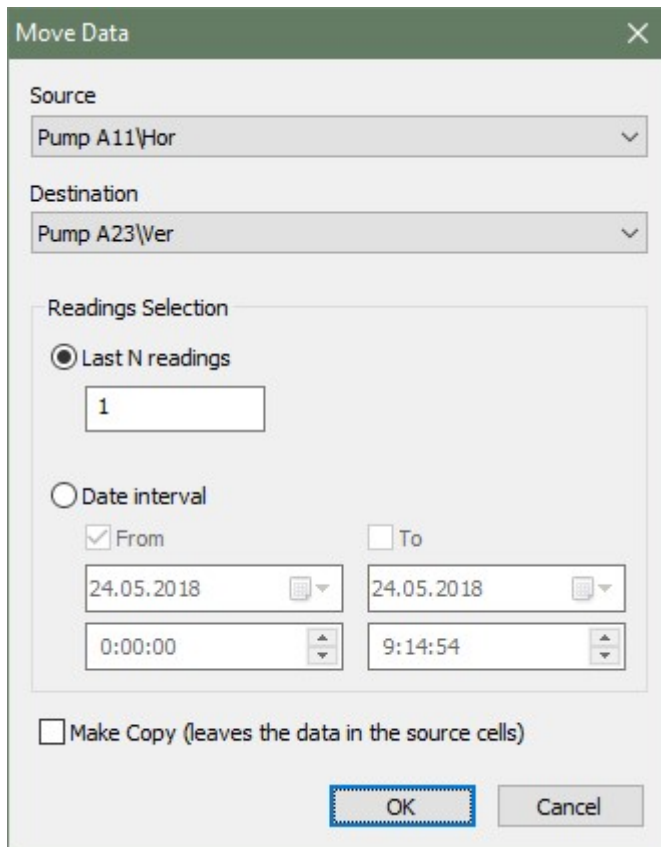 Move Data
Source
Pump A11\Hor
Destination
Pump A23\Ver
Readings Selection
Last N readings
1
Date interval
From To
24.05.2018 24.05.2018
0:00:00 9:14:54
Make Copy (leaves the data in the source cells)
OK Cancel